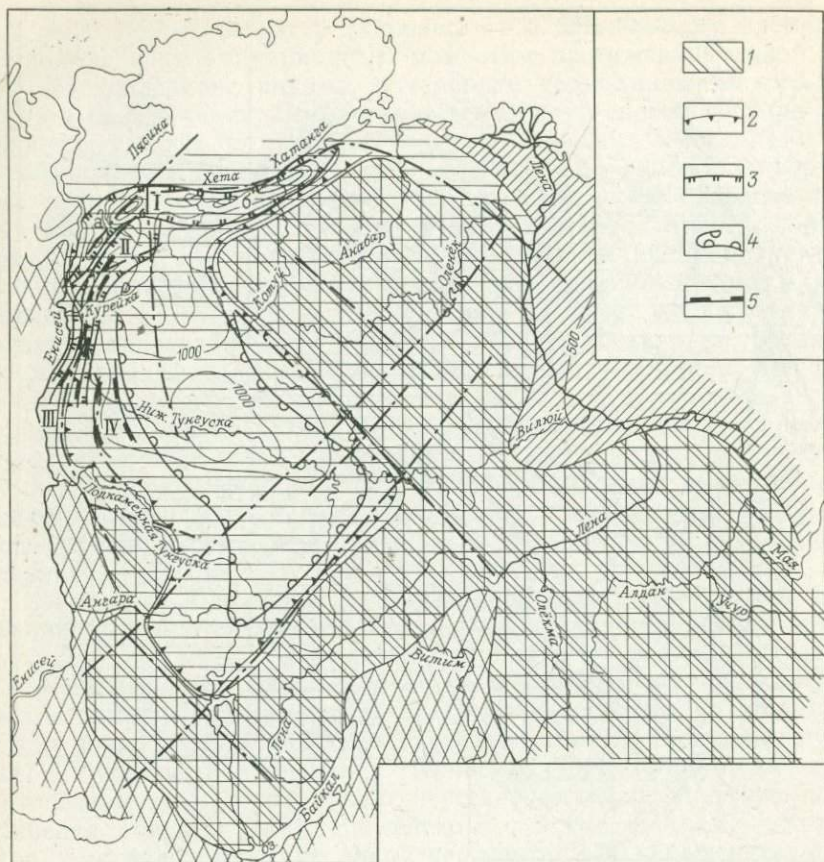 1
2
3
4
5
Пясина
Хатанга
Хета
Лена
I
б
II
Анабар
Оленёк
Котуй
Курейка
Енисей
1000
500
1000
Ниж. Тунгуска
III
IV
Вилюй
Подкаменная Тунгуска
Лена
Мая
Ангара
Алдан
Учур
Олёкма
Витим
Енисей
Лена
оз. Байкал